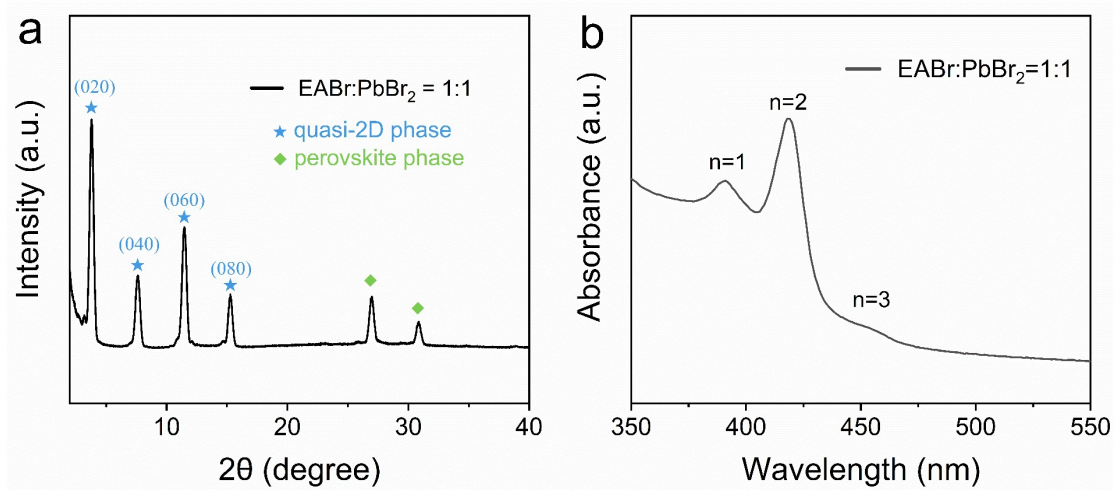 a
Intensity (a.u.)
(020)
(040)
(060)
(080)
EABr:PbBr₂ = 1:1
★ quasi-2D phase
◆ perovskite phase
10 20 30 40
2θ (degree)
b
Absorbance (a.u.)
EABr:PbBr₂=1:1
n=1
n=2
n=3
350 400 450 500 550
Wavelength (nm)